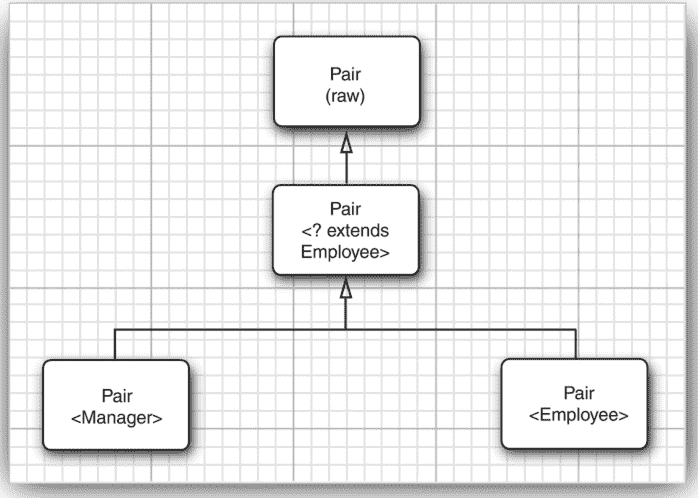 Pair
(raw)
Pair
<? extends
Employee>
Pair
<Manager>
Pair
<Employee>